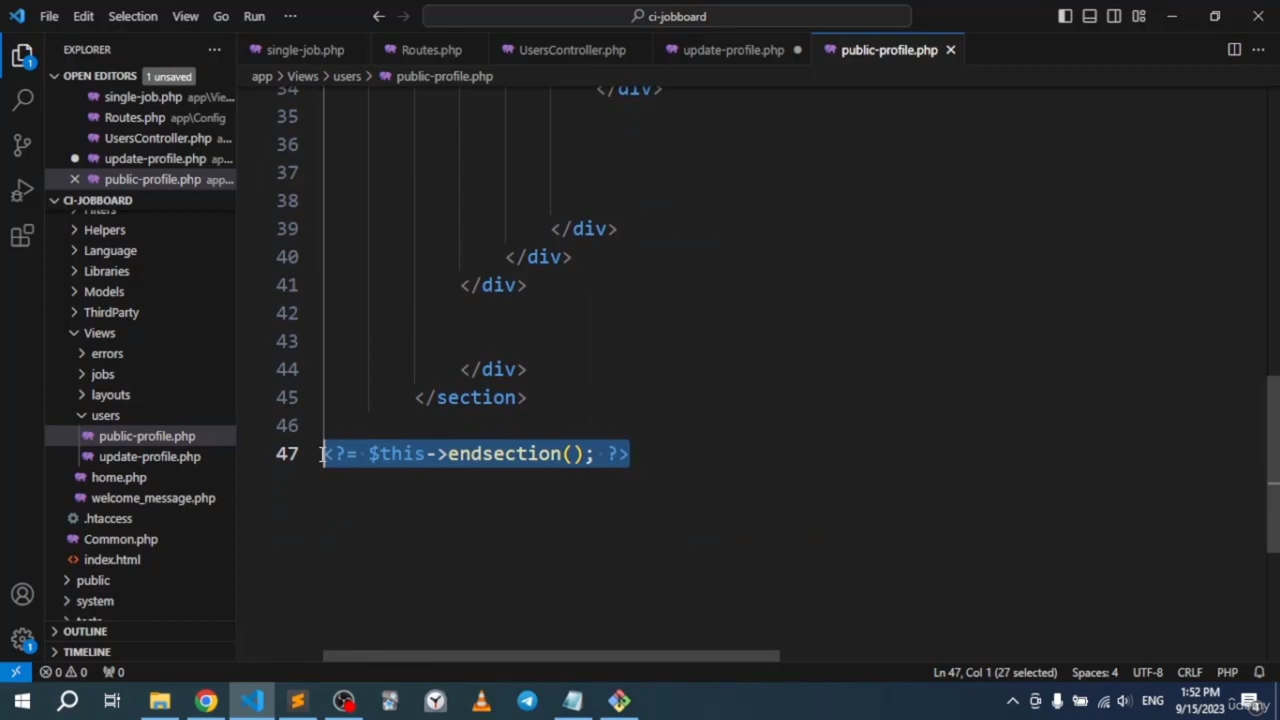 File Edit Selection View Go Run ··· ci-jobboard
EXPLORER ···
single-job.php Routes.php UsersController.php update-profile.php public-profile.php
OPEN EDITORS 1 unsaved
app > Views > users > public-profile.php
single-job.php app\Vie...
Routes.php app\Config
UsersController.php a...
update-profile.php ap...
public-profile.php app...
CI-JOBBOARD
Filters
Helpers
Language
Libraries
Models
ThirdParty
Views
errors
jobs
layouts
users
public-profile.php
update-profile.php
home.php
welcome_message.php
.htaccess
Common.php
index.html
public
system
tests
OUTLINE
TIMELINE
34 </div>
35
36
37
38
39 </div>
40 </div>
41 </div>
42
43
44 </div>
45 </section>
46
47 <?= $this->endsection(); ?>
0 0 0 Ln 47, Col 1 (27 selected) Spaces: 4 UTF-8 CRLF PHP
ENG 1:52 PM
9/15/2023
udemy